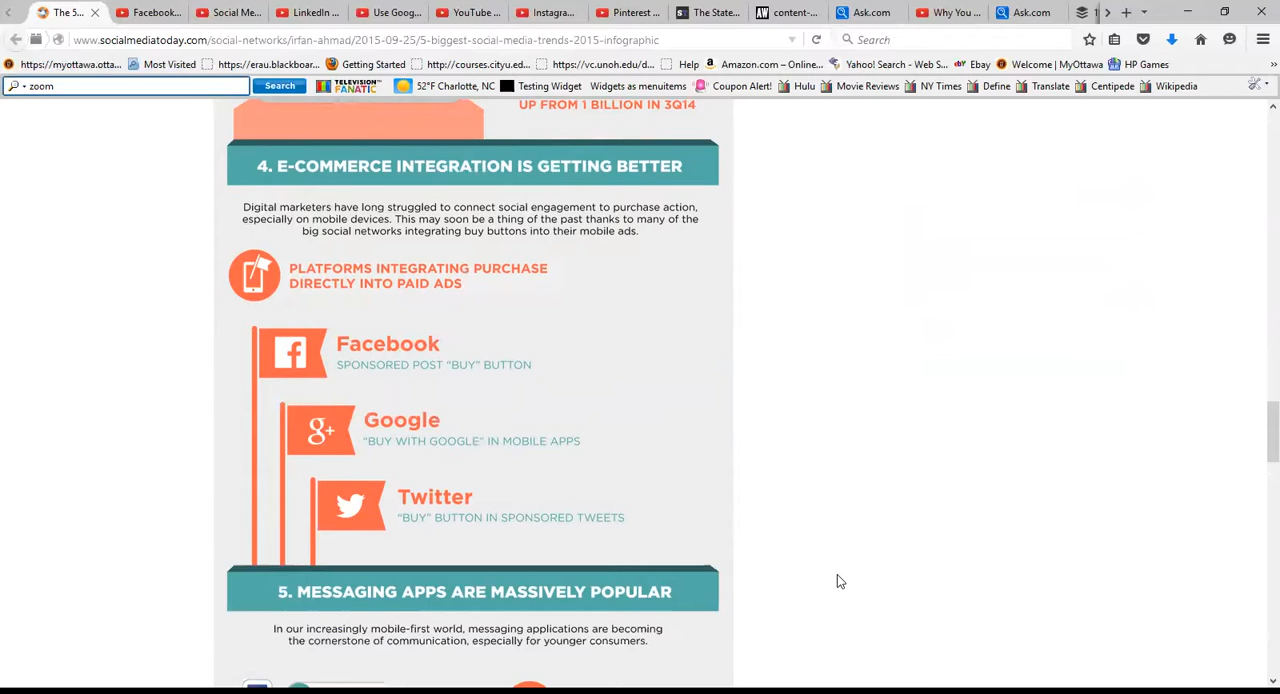 The 5...
Facebook...
Social Me...
LinkedIn ...
Use Goog...
YouTube ...
Instagra...
Pinterest ...
The State...
content-...
Ask.com
Why You ...
Ask.com
www.socialmediatoday.com/social-networks/irfan-ahmad/2015-09-25/5-biggest-social-media-trends-2015-infographic
Search
https://myottawa.otta...
Most Visited
https://erau.blackboar...
Getting Started
http://courses.cityu.ed...
https://vc.unoh.edu/d...
Help
Amazon.com – Online...
Yahoo! Search - Web S...
Ebay
Welcome | MyOttawa
HP Games
zoom
Search
TELEVISION FANATIC
52°F Charlotte, NC
Testing Widget
Widgets as menuitems
Coupon Alert!
Hulu
Movie Reviews
NY Times
Define
Translate
Centipede
Wikipedia
UP FROM 1 BILLION IN 3Q14
4. E-COMMERCE INTEGRATION IS GETTING BETTER
Digital marketers have long struggled to connect social engagement to purchase action,
especially on mobile devices. This may soon be a thing of the past thanks to many of the
big social networks integrating buy buttons into their mobile ads.
PLATFORMS INTEGRATING PURCHASE
DIRECTLY INTO PAID ADS
Facebook
SPONSORED POST “BUY” BUTTON
g+
Google
“BUY WITH GOOGLE” IN MOBILE APPS
Twitter
“BUY” BUTTON IN SPONSORED TWEETS
5. MESSAGING APPS ARE MASSIVELY POPULAR
In our increasingly mobile-first world, messaging applications are becoming
the cornerstone of communication, especially for younger consumers.